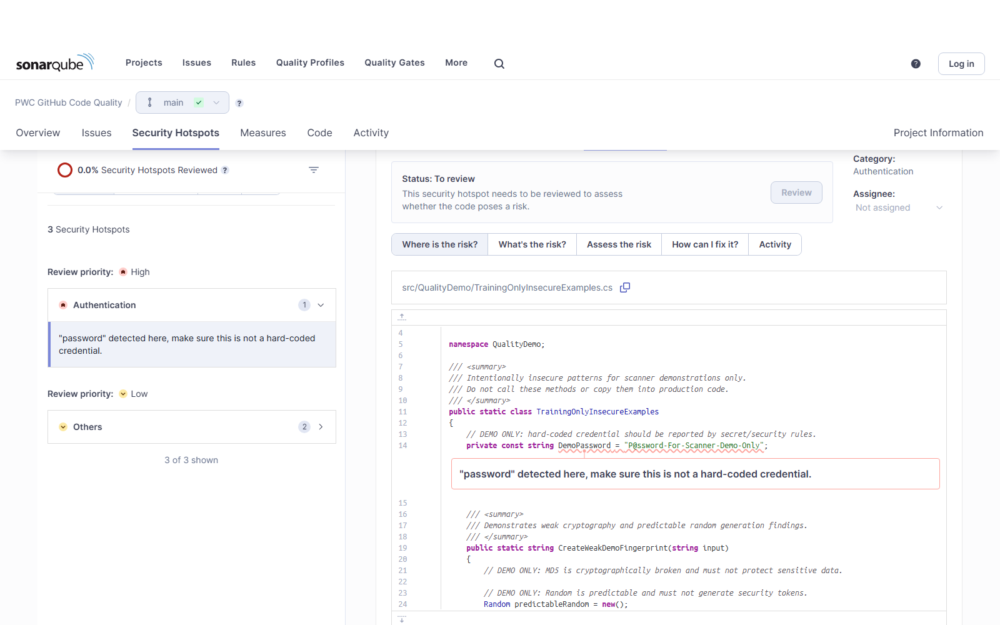 sonarqube
Projects
Issues
Rules
Quality Profiles
Quality Gates
More
?
Log in
PWC GitHub Code Quality /
main
?
Overview
Issues
Security Hotspots
Measures
Code
Activity
Project Information
0.0% Security Hotspots Reviewed ?
3 Security Hotspots
Review priority: High
Authentication
1
"password" detected here, make sure this is not a hard-coded
credential.
Review priority: Low
Others
2
3 of 3 shown
Status: To review
This security hotspot needs to be reviewed to assess
whether the code poses a risk.
Review
Category:
Authentication
Assignee:
Not assigned
Where is the risk?
What's the risk?
Assess the risk
How can I fix it?
Activity
src/QualityDemo/TrainingOnlyInsecureExamples.cs
4
5 namespace QualityDemo;
6
7 /// <summary>
8 /// Intentionally insecure patterns for scanner demonstrations only.
9 /// Do not call these methods or copy them into production code.
10 /// </summary>
11 public static class TrainingOnlyInsecureExamples
12 {
13 // DEMO ONLY: hard-coded credential should be reported by secret/security rules.
14 private const string DemoPassword = "P@ssword-For-Scanner-Demo-Only";
"password" detected here, make sure this is not a hard-coded credential.
15
16 /// <summary>
17 /// Demonstrates weak cryptography and predictable random generation findings.
18 /// </summary>
19 public static string CreateWeakDemoFingerprint(string input)
20 {
21 // DEMO ONLY: MD5 is cryptographically broken and must not protect sensitive data.
22
23 // DEMO ONLY: Random is predictable and must not generate security tokens.
24 Random predictableRandom = new();